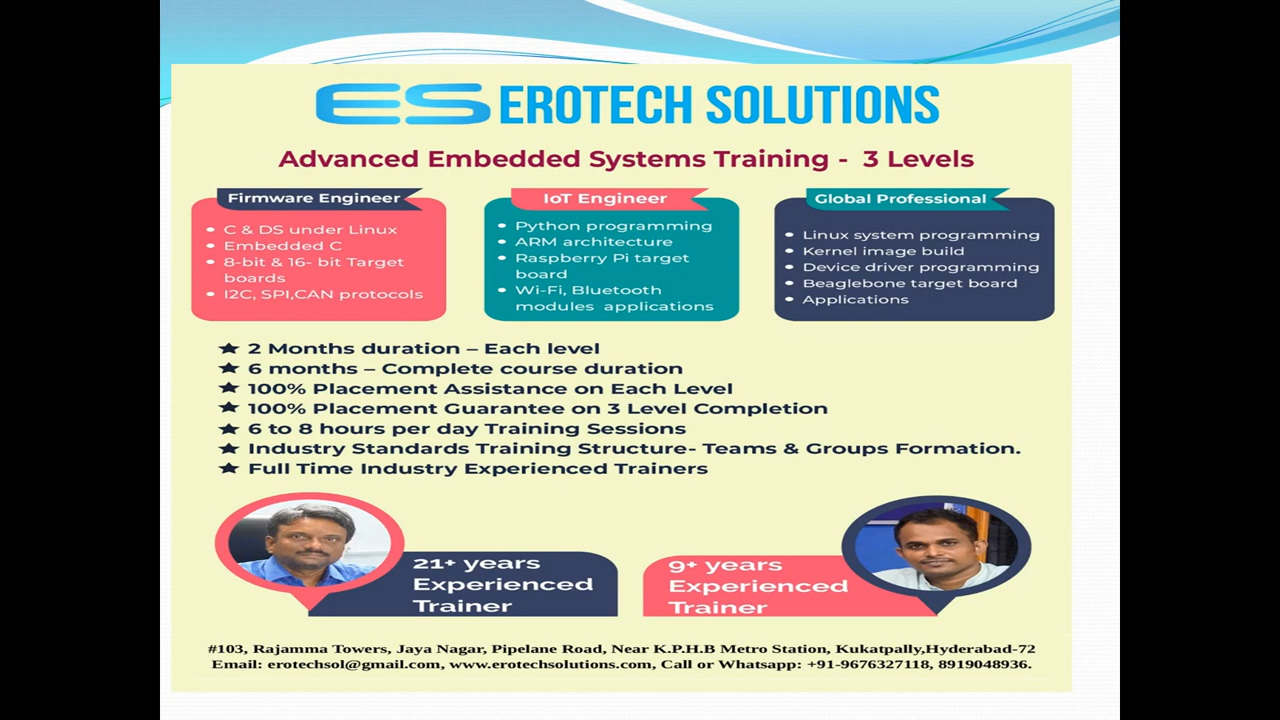 ES EROTECH SOLUTIONS
Advanced Embedded Systems Training - 3 Levels
Firmware Engineer
C & DS under Linux
Embedded C
8-bit & 16- bit Target
boards
I2C, SPI,CAN protocols
IoT Engineer
Python programming
ARM architecture
Raspberry Pi target
board
Wi-Fi, Bluetooth
modules applications
Global Professional
Linux system programming
Kernel image build
Device driver programming
Beaglebone target board
Applications
2 Months duration – Each level
6 months – Complete course duration
100% Placement Assistance on Each Level
100% Placement Guarantee on 3 Level Completion
6 to 8 hours per day Training Sessions
Industry Standards Training Structure- Teams & Groups Formation.
Full Time Industry Experienced Trainers
21+ years
Experienced
Trainer
9+ years
Experienced
Trainer
#103, Rajamma Towers, Jaya Nagar, Pipelane Road, Near K.P.H.B Metro Station, Kukatpally,Hyderabad-72
Email: erotechsol@gmail.com, www.erotechsolutions.com, Call or Whatsapp: +91-9676327118, 8919048936.